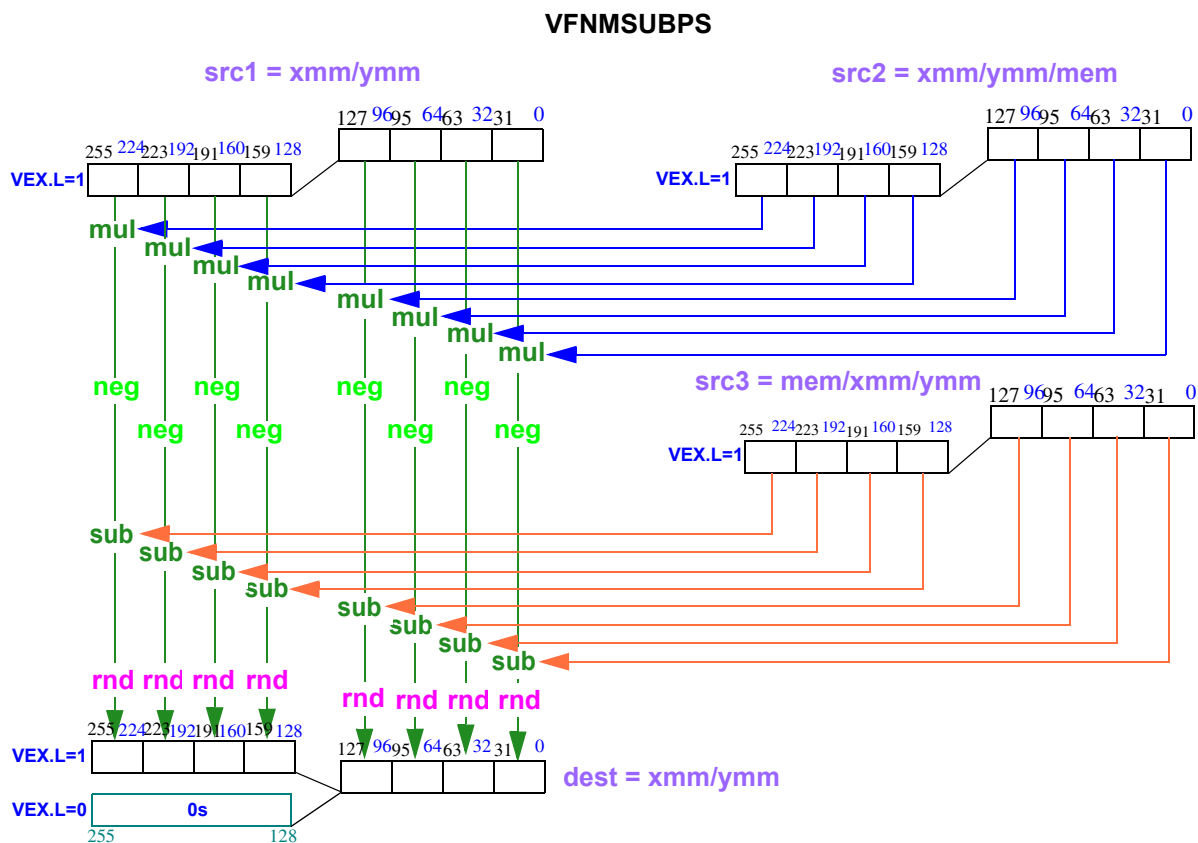 VFNMSUBPS
src1 = xmm/ymm
src2 = xmm/ymm/mem
127 96 95 64 63 32 31 0
127 96 95 64 63 32 31 0
255 224 223 192 191 160 159 128
255 224 223 192 191 160 159 128
VEX.L=1
VEX.L=1
mul
mul
mul
mul
mul
mul
mul
mul
neg neg neg neg
src3 = mem/xmm/ymm
127 96 95 64 63 32 31 0
neg neg neg neg
255 224 223 192 191 160 159 128
VEX.L=1
sub
sub
sub
sub
sub
sub
sub
sub
rnd rnd rnd rnd
rnd rnd rnd rnd
255 224 223 192 191 160 159 128
127 96 95 64 63 32 31 0
VEX.L=1
dest = xmm/ymm
VEX.L=0 0s
255 128